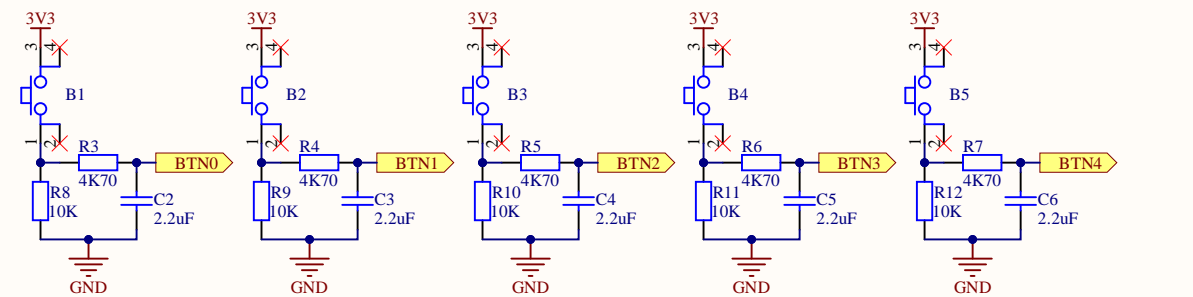 3V3 3V3 3V3 3V3 3V3
3 4 3 4 3 4 3 4 3 4
B1 B2 B3 B4 B5
1 2 1 2 1 2 1 2 1 2
R3 R4 R5 R6 R7
BTN0 BTN1 BTN2 BTN3 BTN4
4K70 4K70 4K70 4K70 4K70
R8 C2 R9 C3 R10 C4 R11 C5 R12 C6
10K 2.2uF 10K 2.2uF 10K 2.2uF 10K 2.2uF 10K 2.2uF
GND GND GND GND GND